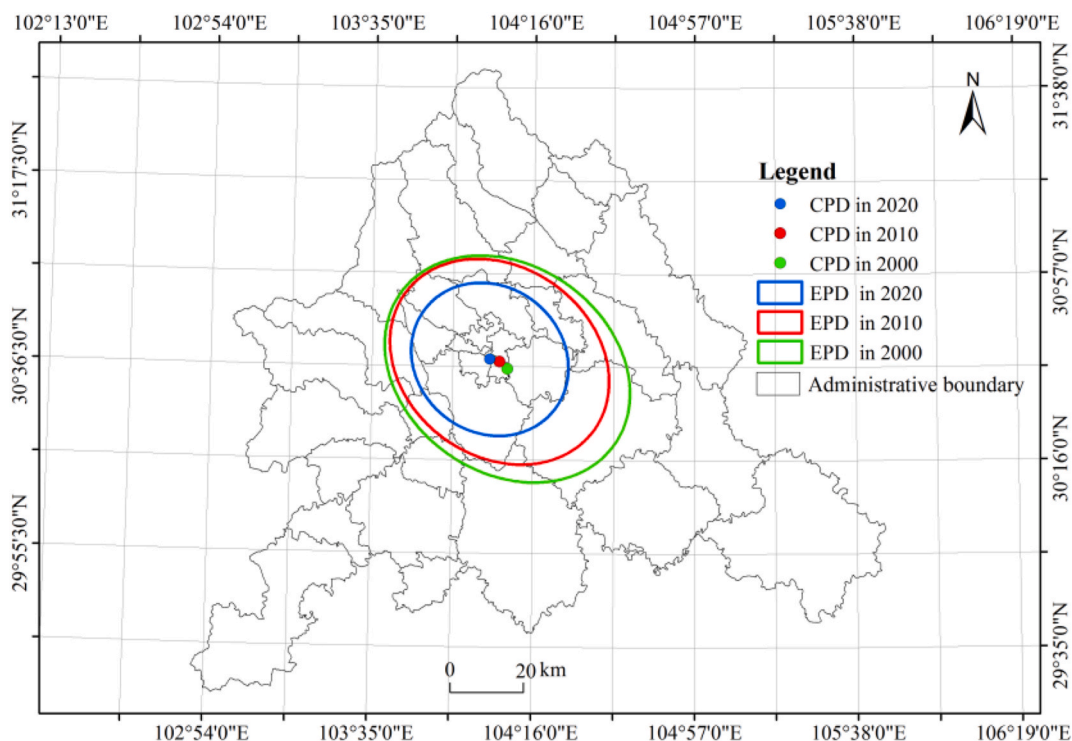 102°13'0"E 102°54'0"E 103°35'0"E 104°16'0"E 104°57'0"E 105°38'0"E 106°19'0"E
31°38'0"N
N
31°17'30"N
Legend
CPD in 2020
CPD in 2010
CPD in 2000
30°57'0"N
EPD in 2020
EPD in 2010
30°36'30"N
EPD in 2000
Administrative boundary
30°16'0"N
29°55'30"N
29°35'0"N
0 20 km
102°54'0"E 103°35'0"E 104°16'0"E 104°57'0"E 105°38'0"E 106°19'0"E